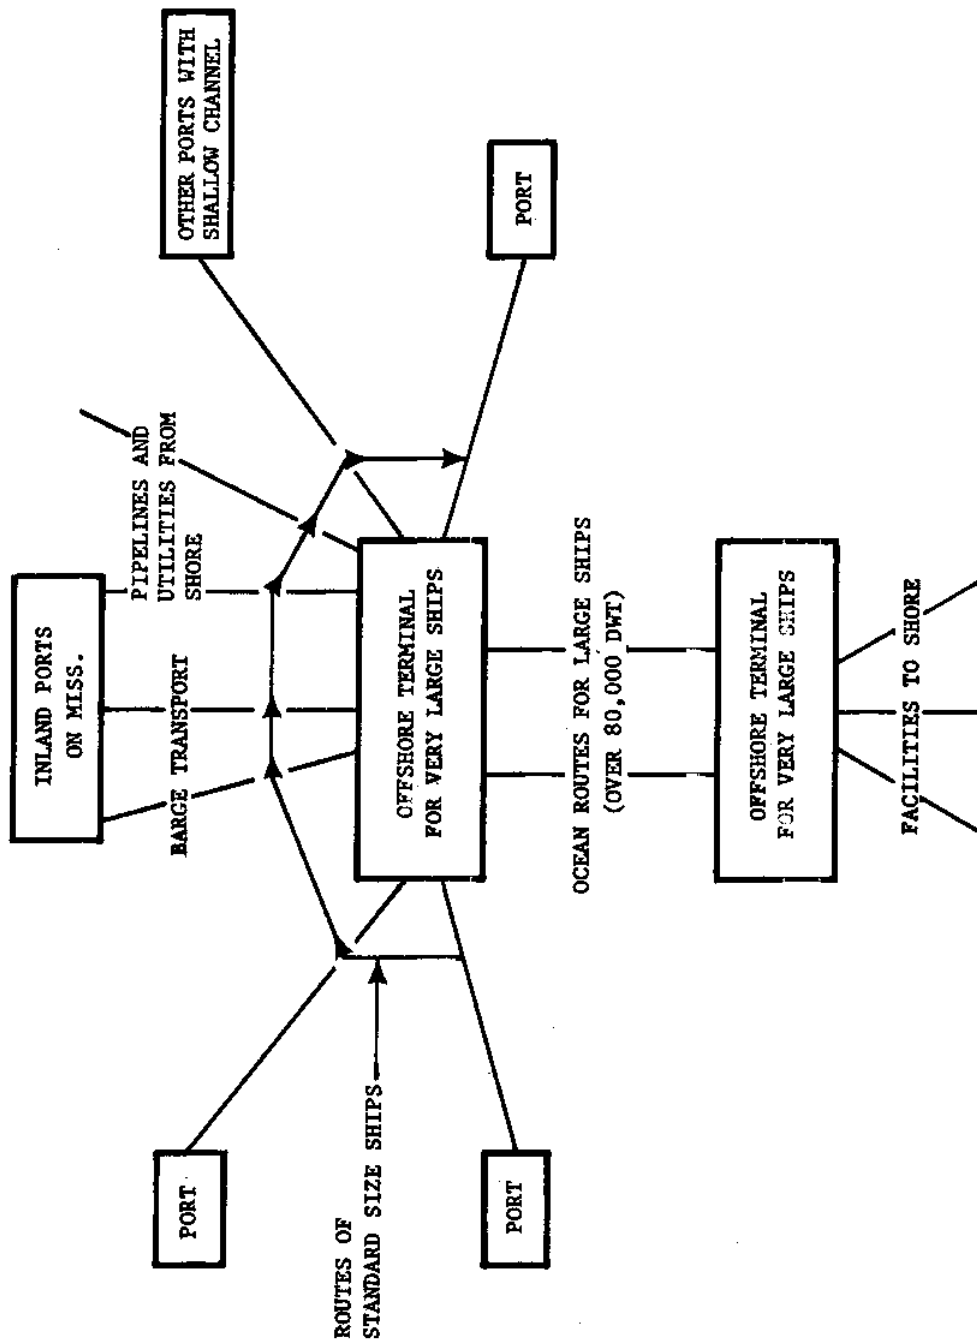 INLAND PORTS
ON MISS.
OTHER PORTS WITH
SHALLOW CHANNEL
PORT
BARGE TRANSPORT
PIPELINES AND
UTILITIES FROM
SHORE
ROUTES OF
STANDARD SIZE SHIPS
OFFSHORE TERMINAL
FOR VERY LARGE SHIPS
PORT
PORT
OCEAN ROUTES FOR LARGE SHIPS
(OVER 80,000 DWT)
OFFSHORE TERMINAL
FOR VERY LARGE SHIPS
FACILITIES TO SHORE